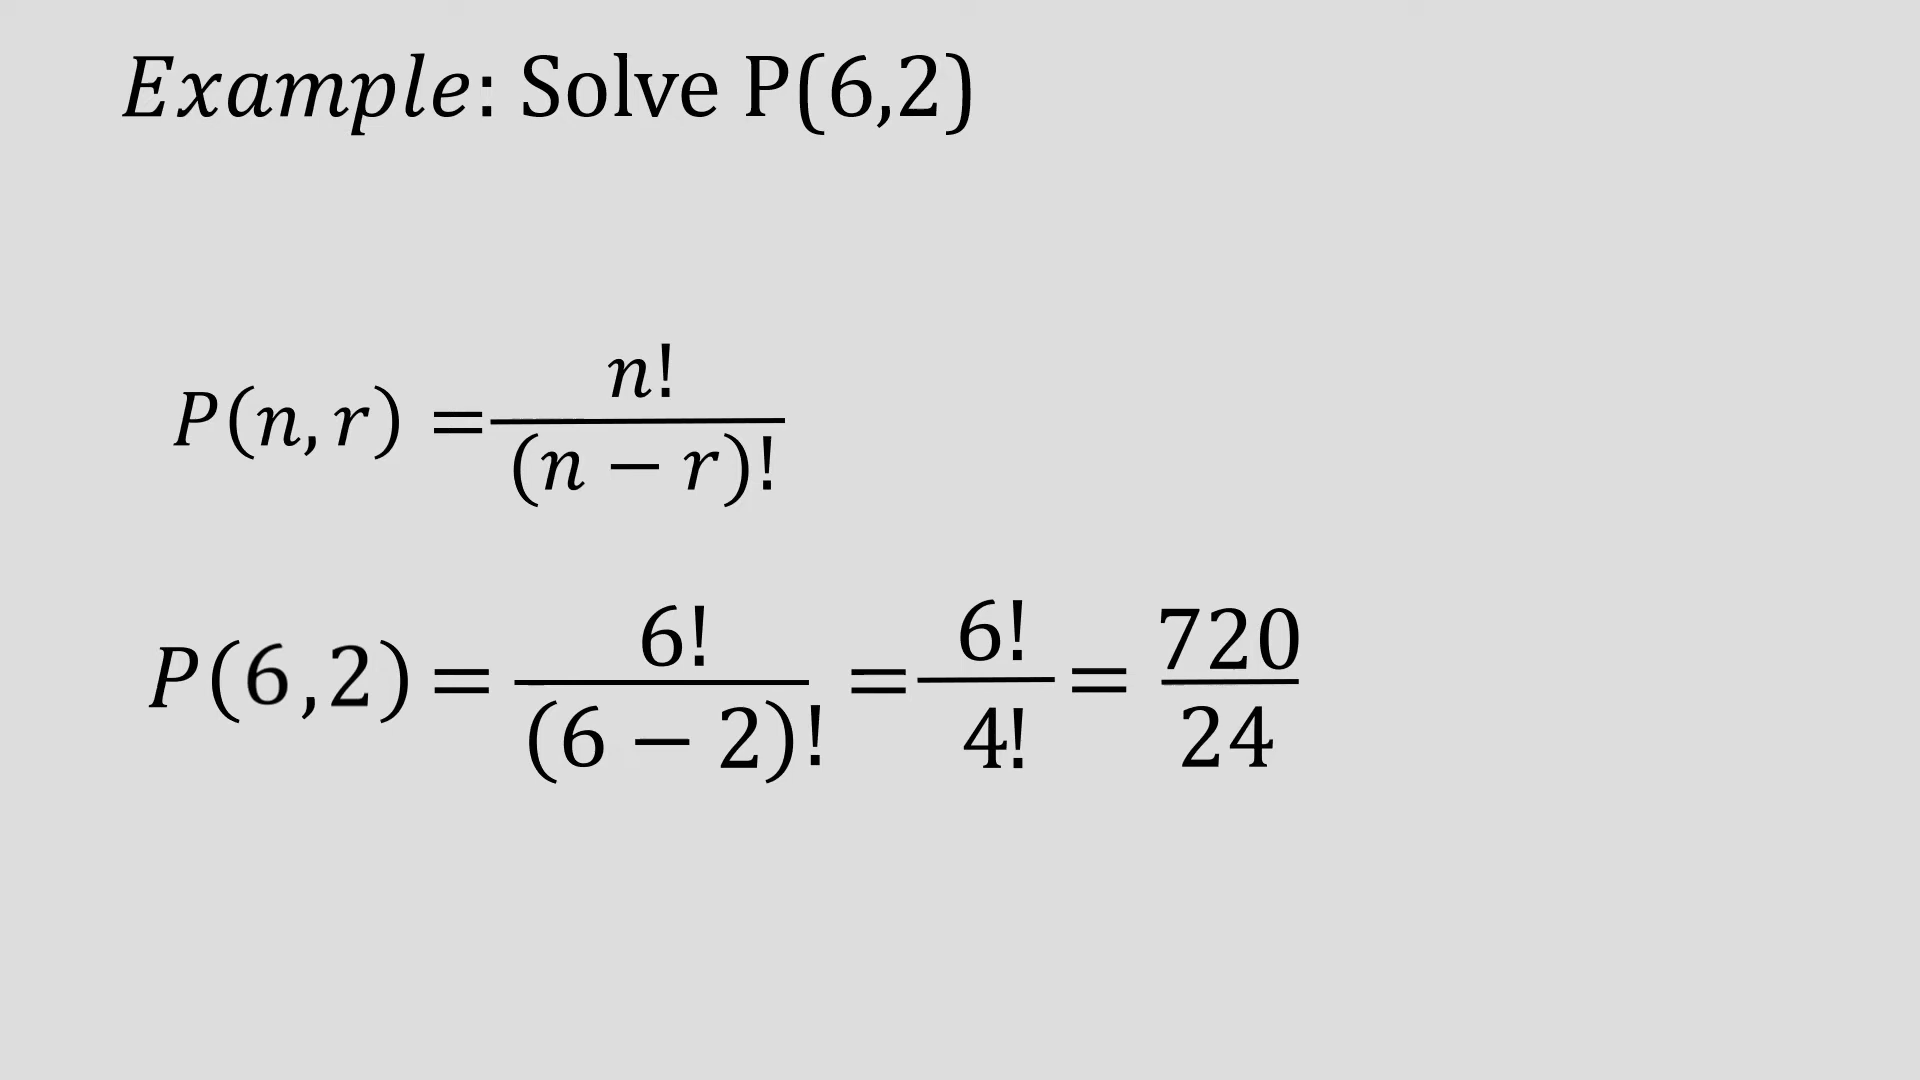 Example: Solve P(6,2)
P(n, r) = n! / (n − r)!
P(6,2) = 6! / (6 − 2)! = 6! / 4! = 720 / 24